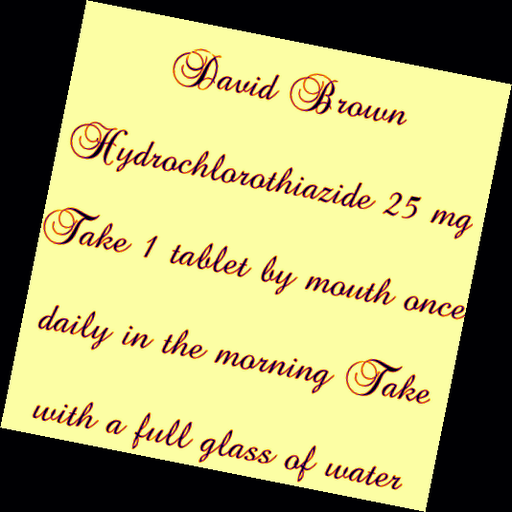 David Brown
Hydrochlorothiazide 25 mg
Take 1 tablet by mouth once
daily in the morning Take
with a full glass of water